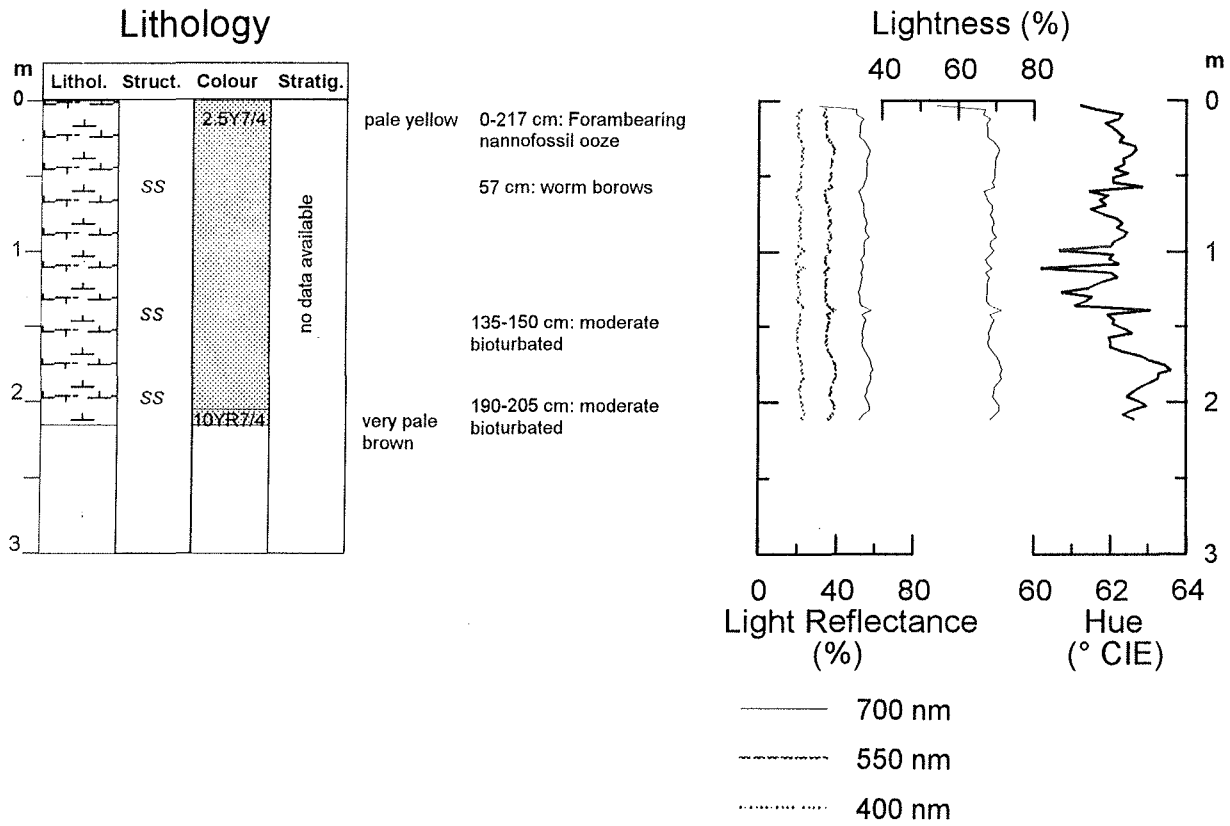 Lithology
m
Lithol. Struct. Colour Stratig.
0
1
2
3
SS
SS
SS
2.5Y7/4
10YR7/4
no data available
pale yellow
very pale
brown
0-217 cm: Forambearing
nannofossil ooze
57 cm: worm borows
135-150 cm: moderate
bioturbated
190-205 cm: moderate
bioturbated
Lightness (%)
40 60 80
m
0
1
2
3
0 40 80
Light Reflectance
(%)
60 62 64
Hue
(° CIE)
700 nm
550 nm
400 nm